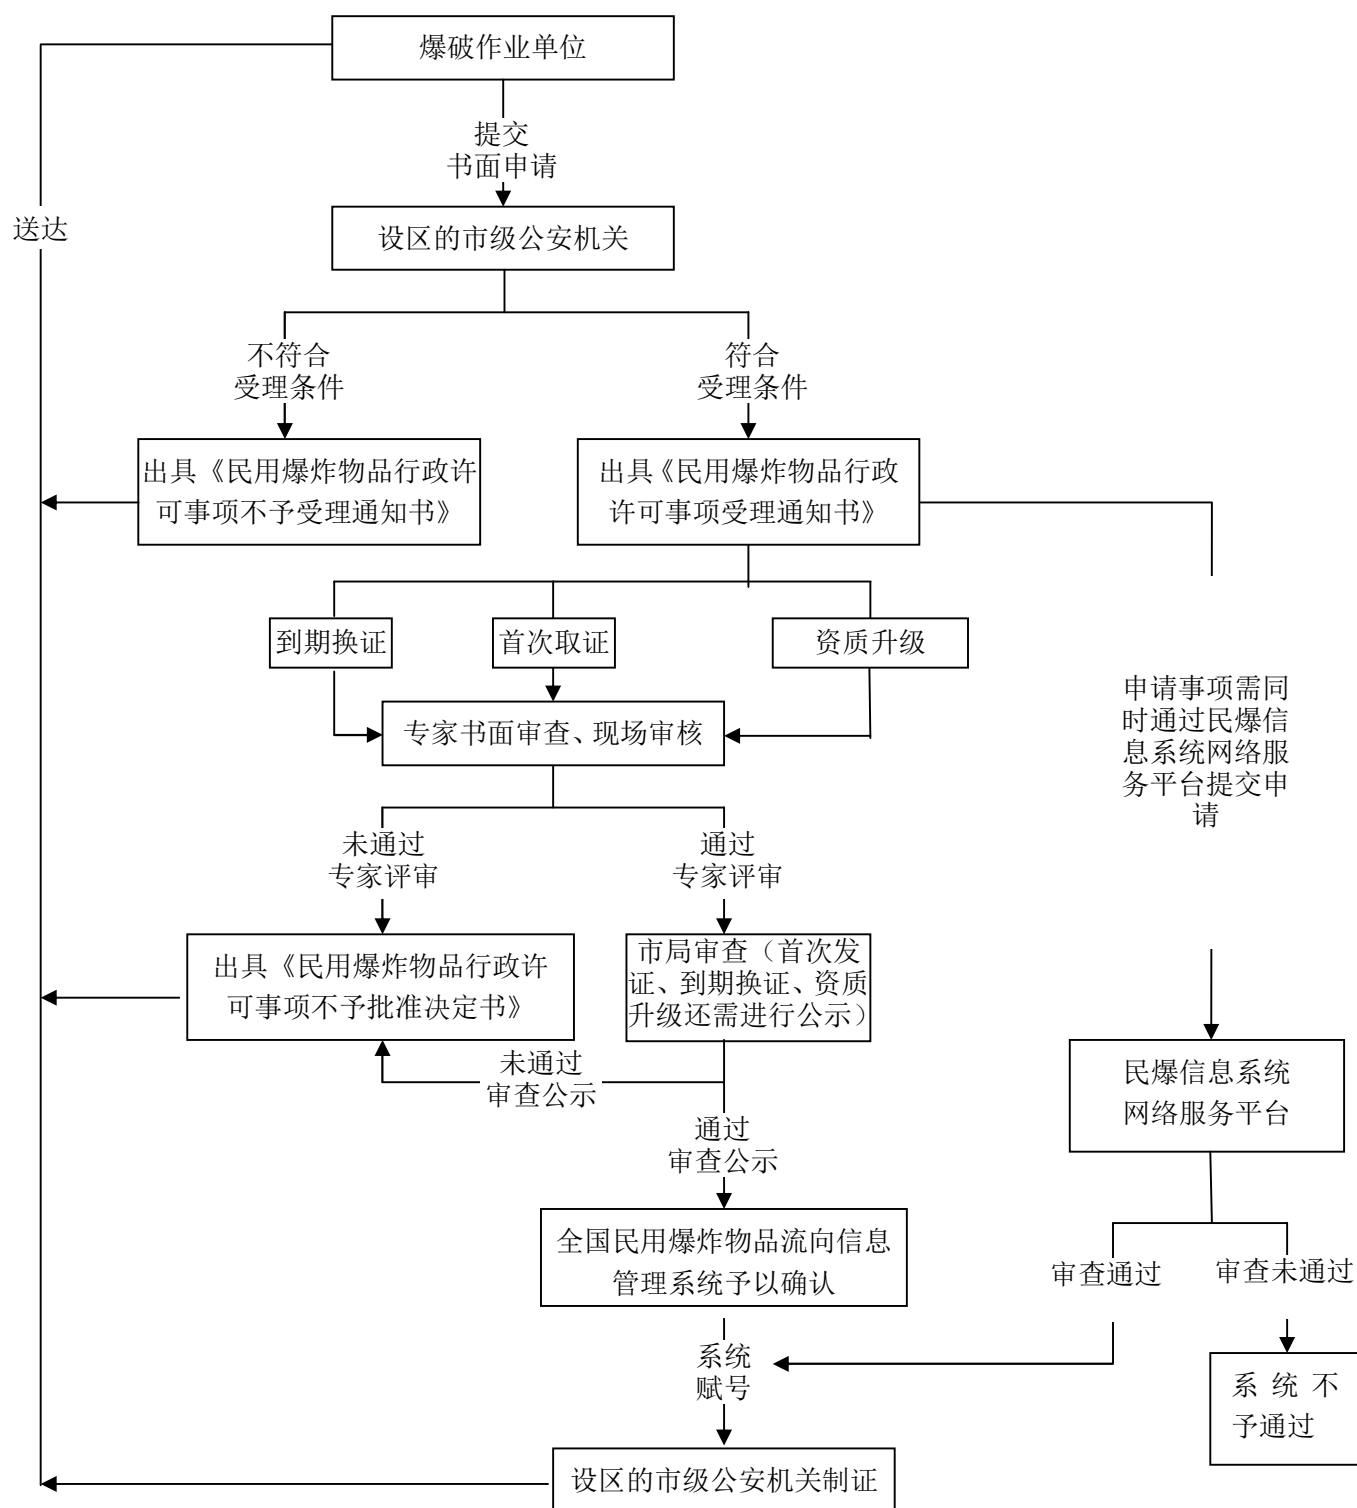 爆破作业单位
提交
书面申请
送达
设区的市级公安机关
不符合
受理条件
符合
受理条件
出具《民用爆炸物品行政许
可事项不予受理通知书》
出具《民用爆炸物品行政
许可事项受理通知书》
到期换证
首次取证
资质升级
申请事项需同
时通过民爆信
息系统网络服
务平台提交申
请
专家书面审查、现场审核
未通过
专家评审
通过
专家评审
出具《民用爆炸物品行政许
可事项不予批准决定书》
市局审查（首次发
证、到期换证、资质
升级还需进行公示）
未通过
审查公示
通过
审查公示
民爆信息系统
网络服务平台
全国民用爆炸物品流向信息
管理系统予以确认
审查通过
审查未通过
系统
赋号
系 统 不
予通过
设区的市级公安机关制证